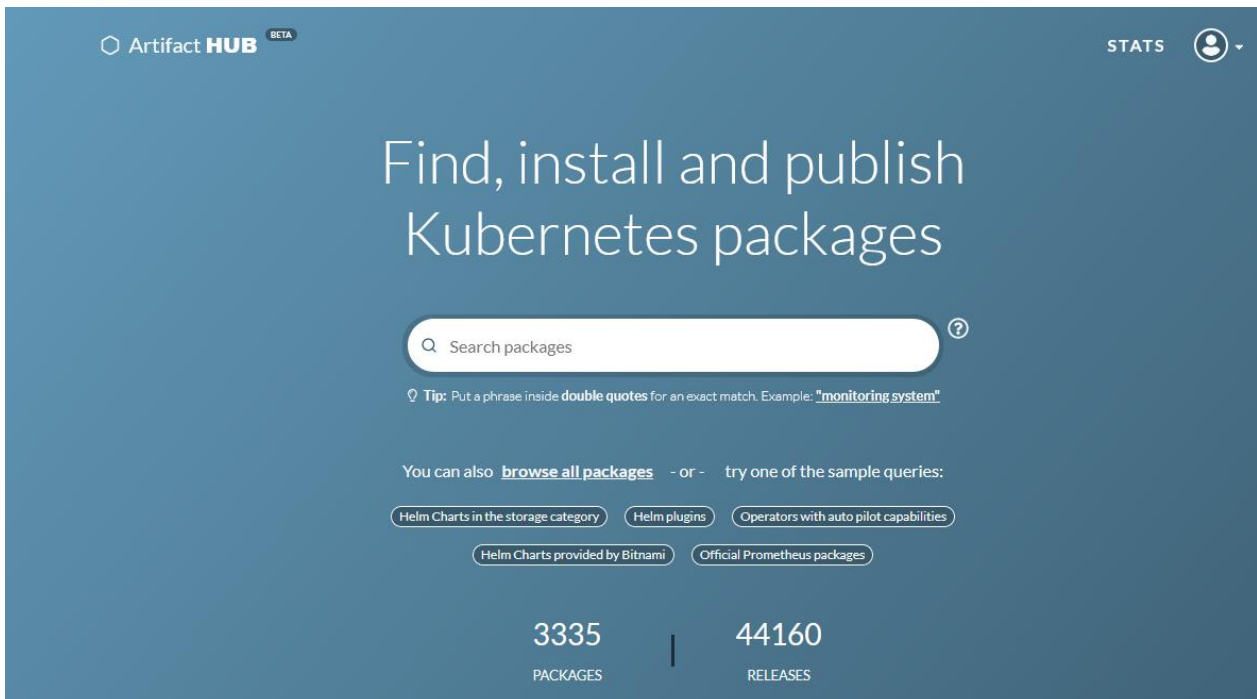 Artifact HUB BETA
STATS
Find, install and publish
Kubernetes packages
Search packages
Tip: Put a phrase inside double quotes for an exact match. Example: "monitoring system"
You can also browse all packages - or - try one of the sample queries:
Helm Charts in the storage category Helm plugins Operators with auto pilot capabilities
Helm Charts provided by Bitnami Official Prometheus packages
3335 44160
PACKAGES RELEASES